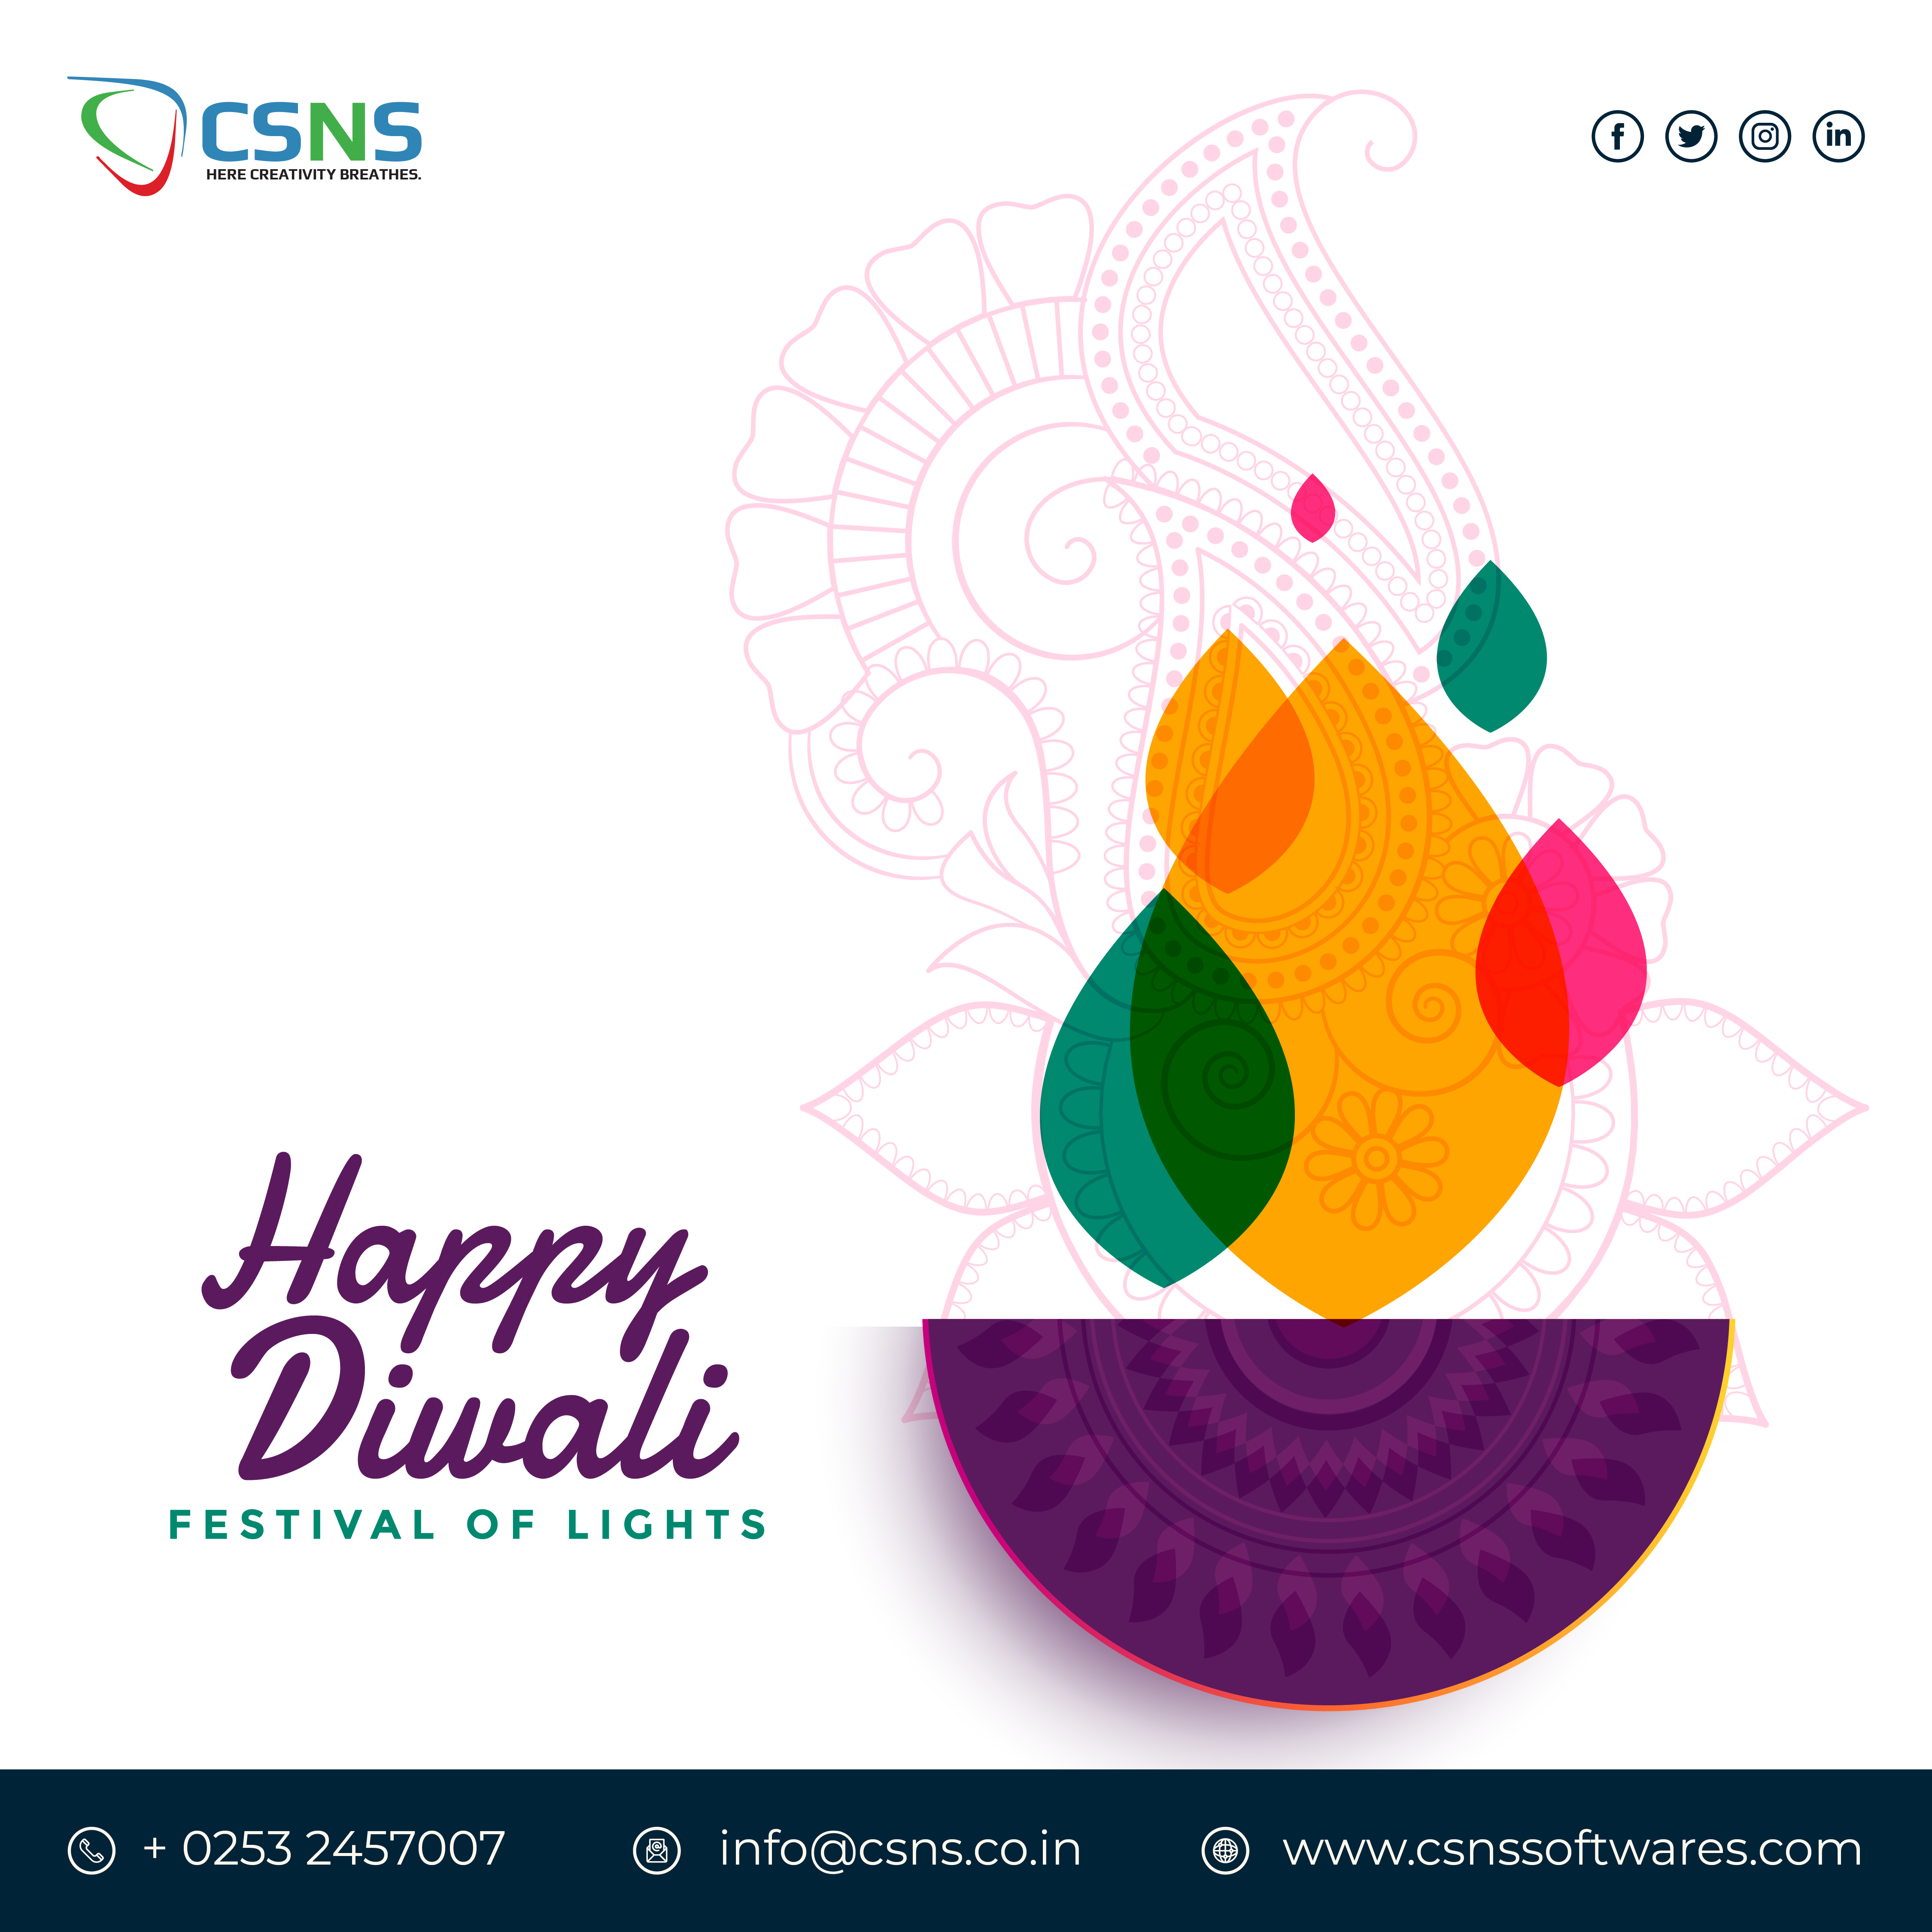 CSNS
HERE CREATIVITY BREATHES.
Happy
Diwali
FESTIVAL OF LIGHTS
+ 0253 2457007
info@csns.co.in
www.csnssoftwares.com